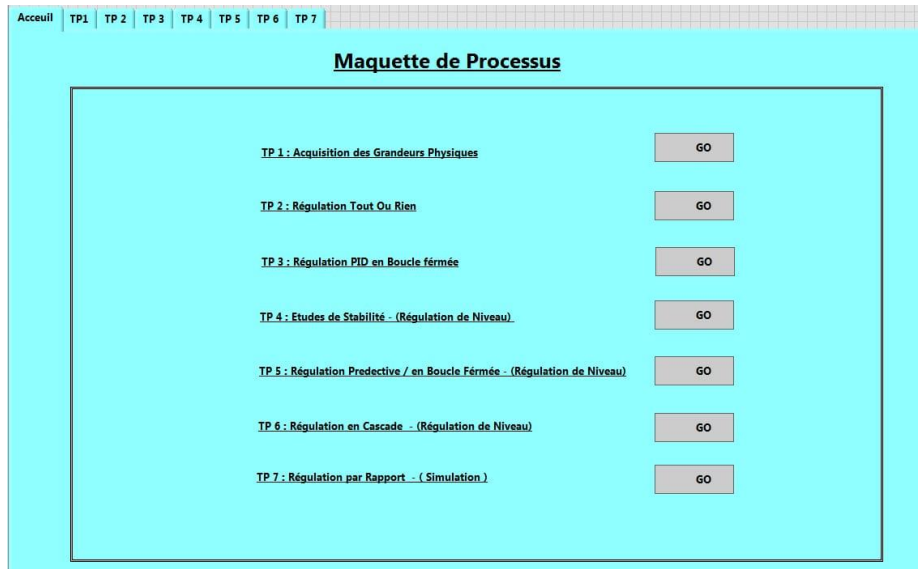 Acceuil TP1 TP 2 TP 3 TP 4 TP 5 TP 6 TP 7
Maquette de Processus
TP 1 : Acquisition des Grandeurs Physiques GO
TP 2 : Régulation Tout Ou Rien GO
TP 3 : Régulation PID en Boucle férmée GO
TP 4 : Etudes de Stabilité - (Régulation de Niveau) GO
TP 5 : Régulation Predective / en Boucle Férmée - (Régulation de Niveau) GO
TP 6 : Régulation en Cascade - (Régulation de Niveau) GO
TP 7 : Régulation par Rapport - ( Simulation ) GO